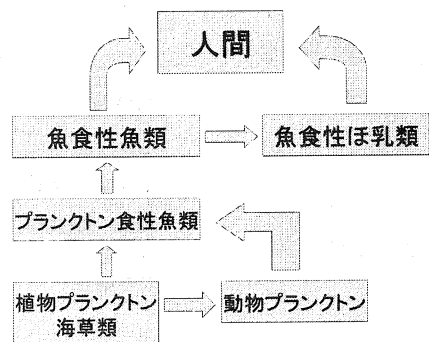 人間
魚食性魚類
魚食性ほ乳類
プランクトン食性魚類
植物プランクトン
海草類
動物プランクトン